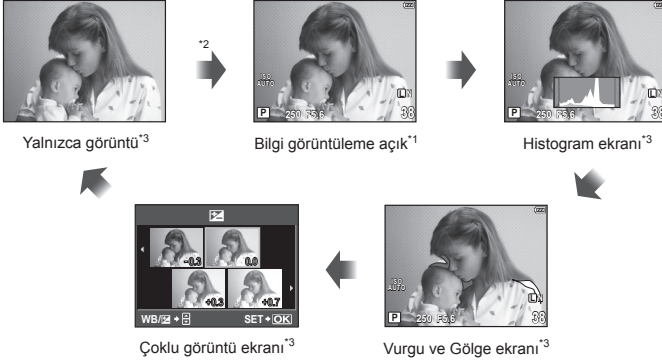 *2
ISO
AUTO
P 250 F5.6
L N
38
ISO
AUTO
P 250 F5.6
L N
38
Yalnızca görüntü*3
Bilgi görüntüleme açık*1
Histogram ekranı*3
-0.3 0.0
+0.3 +0.7
WB/ SET OK
ISO
AUTO
P 250 F5.6
L N
38
Çoklu görüntü ekranı*3
Vurgu ve Gölge ekranı*3